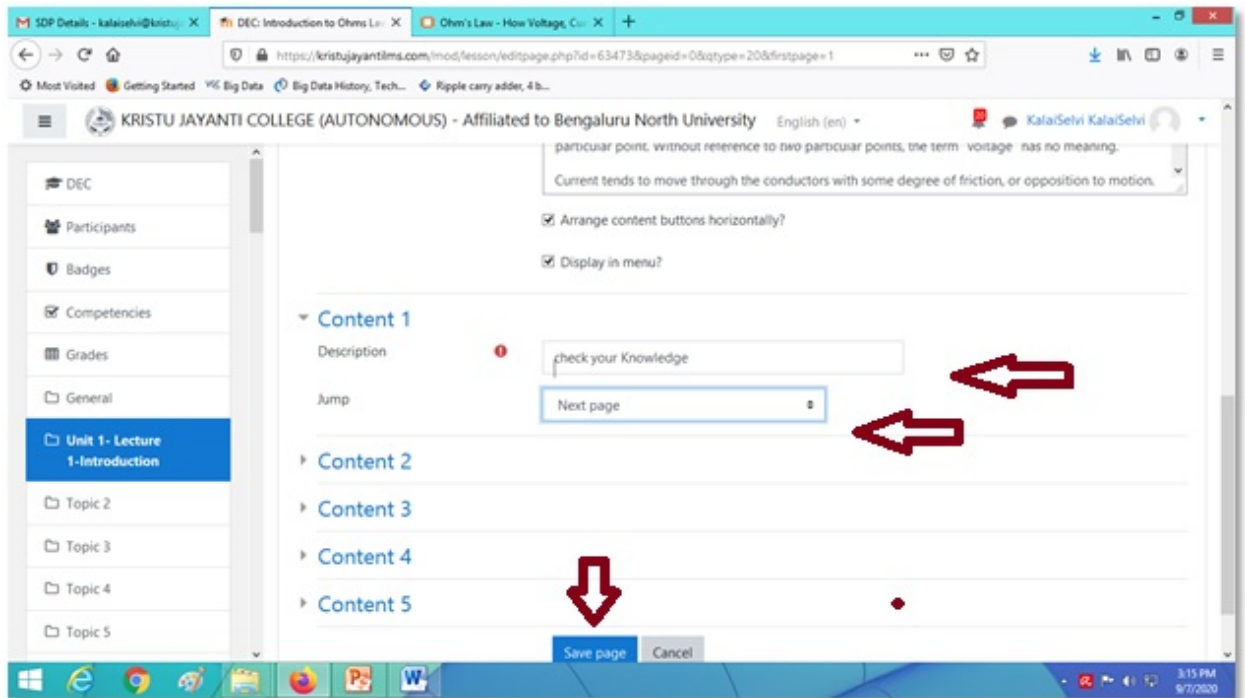 SDP Details - kalaiselvi@kristuj
DEC: Introduction to Ohms La
Ohm's Law - How Voltage, Cur
https://kristujayantilms.com/mod/lesson/editpage.php?id=63473&pageid=0&qtype=20&firstpage=1
Most Visited Getting Started Big Data Big Data History, Tech... Ripple carry adder, 4 b...
KRISTU JAYANTI COLLEGE (AUTONOMOUS) - Affiliated to Bengaluru North University English (en) KalaiSelvi KalaiSelvi
particular point. Without reference to two particular points, the term "voltage" has no meaning.
Current tends to move through the conductors with some degree of friction, or opposition to motion.
DEC
Participants
Badges
Competencies
Grades
General
Unit 1- Lecture
1-Introduction
Topic 2
Topic 3
Topic 4
Topic 5
Arrange content buttons horizontally?
Display in menu?
Content 1
Description check your Knowledge
Jump Next page
Content 2
Content 3
Content 4
Content 5
Save page Cancel
3:15 PM
9/7/2020